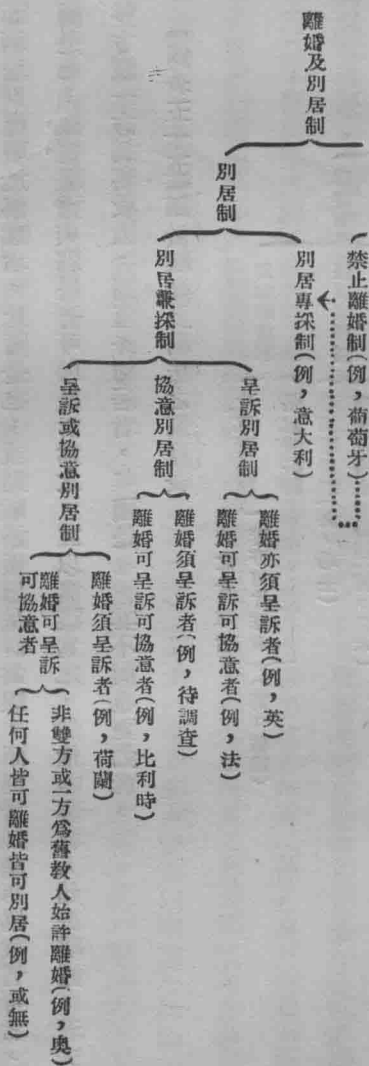 禁止離婚制(例，葡萄牙)
離婚及別居制
別居制
別居專採制(例，意大利)
別居兼採制
呈訴別居制
離婚亦須呈訴者(例，英)
離婚可呈訴可協意者(例，法)
協意別居制
離婚須呈訴者(例，待調査)
離婚可呈訴可協意者(例，比利時)
呈訴或協意別居制
離婚須呈訴者(例，荷蘭)
離婚可呈訴
可協意者
非雙方或一方爲舊教人始許離婚(例，奧)
任何人皆可離婚皆可別居(例，或無)